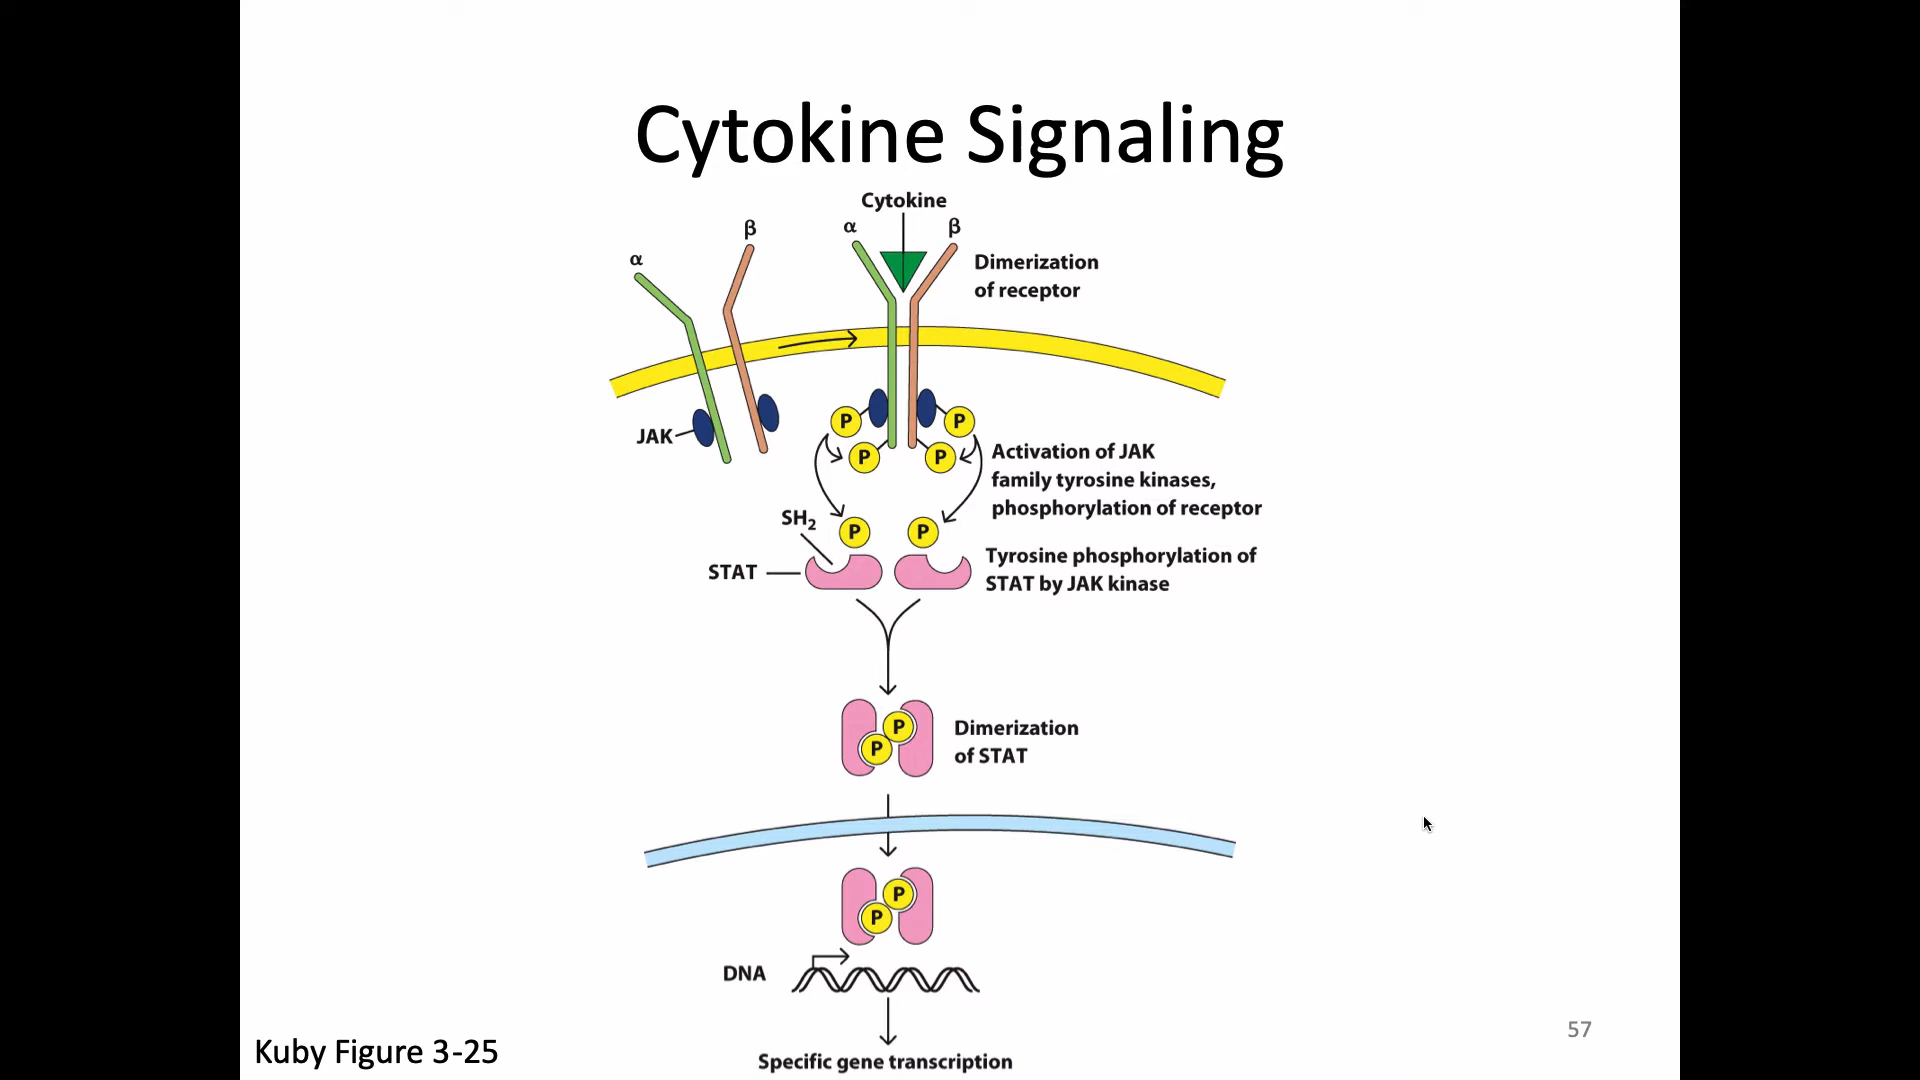 Cytokine Signaling
Cytokine
α
β
α
β
Dimerization
of receptor
JAK
P
P
P
P
Activation of JAK
family tyrosine kinases,
phosphorylation of receptor
SH₂
P
P
STAT
Tyrosine phosphorylation of
STAT by JAK kinase
P
P
Dimerization
of STAT
P
P
DNA
Specific gene transcription
Kuby Figure 3-25
57